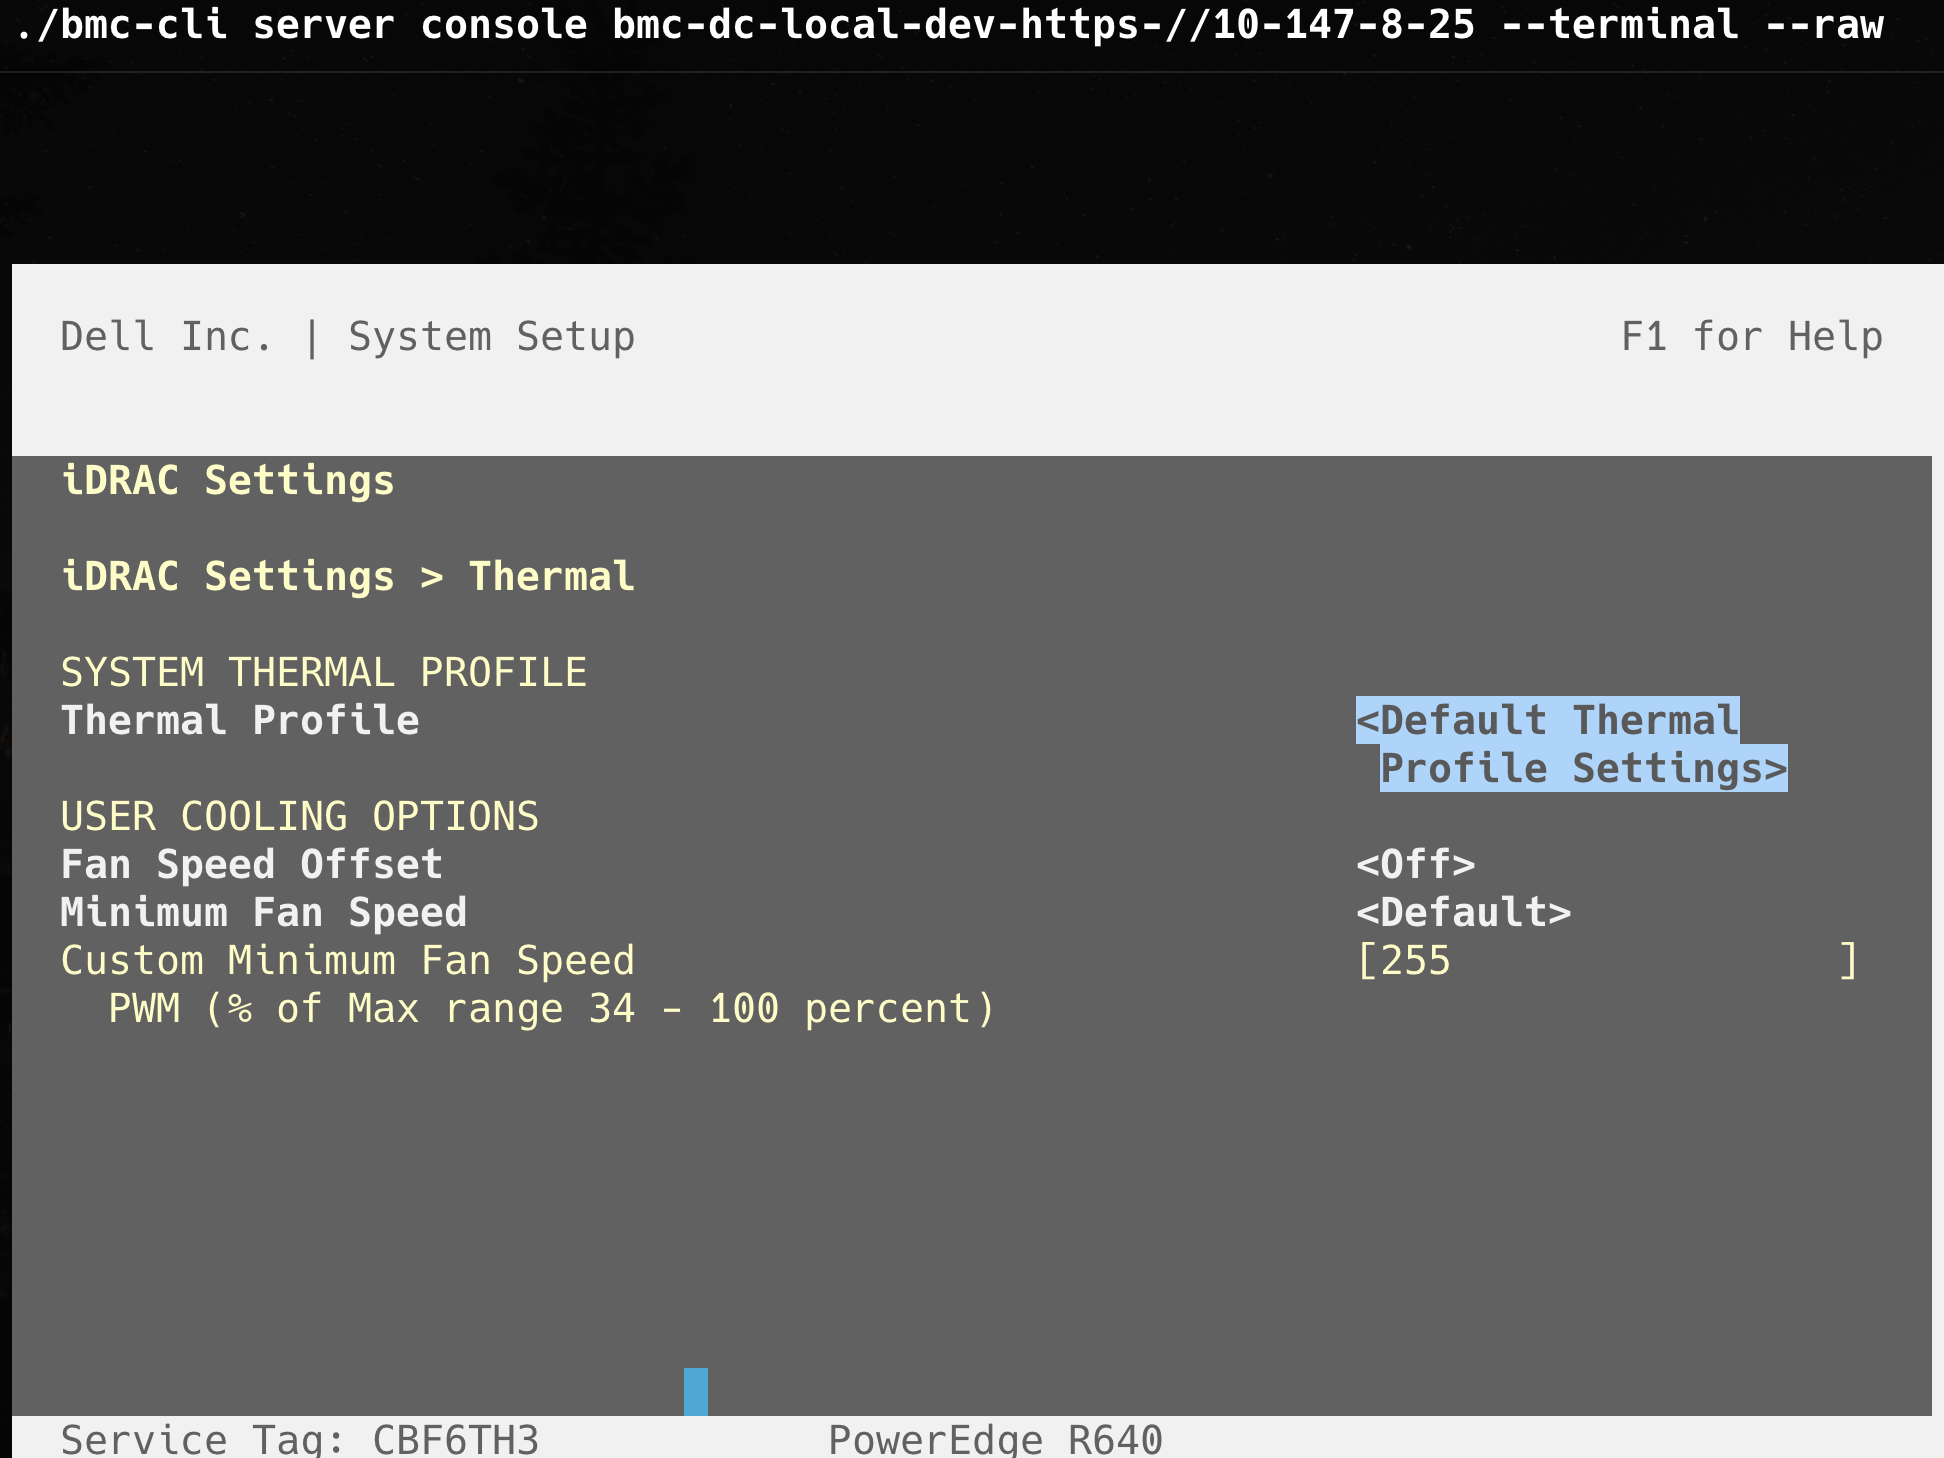 ./bmc-cli server console bmc-dc-local-dev-https-//10-147-8-25 --terminal --raw
Dell Inc. | System Setup F1 for Help
iDRAC Settings
iDRAC Settings > Thermal
SYSTEM THERMAL PROFILE
Thermal Profile <Default Thermal
Profile Settings>
USER COOLING OPTIONS
Fan Speed Offset <Off>
Minimum Fan Speed <Default>
Custom Minimum Fan Speed [255 ]
PWM (% of Max range 34 - 100 percent)
Service Tag: CBF6TH3 PowerEdge R640